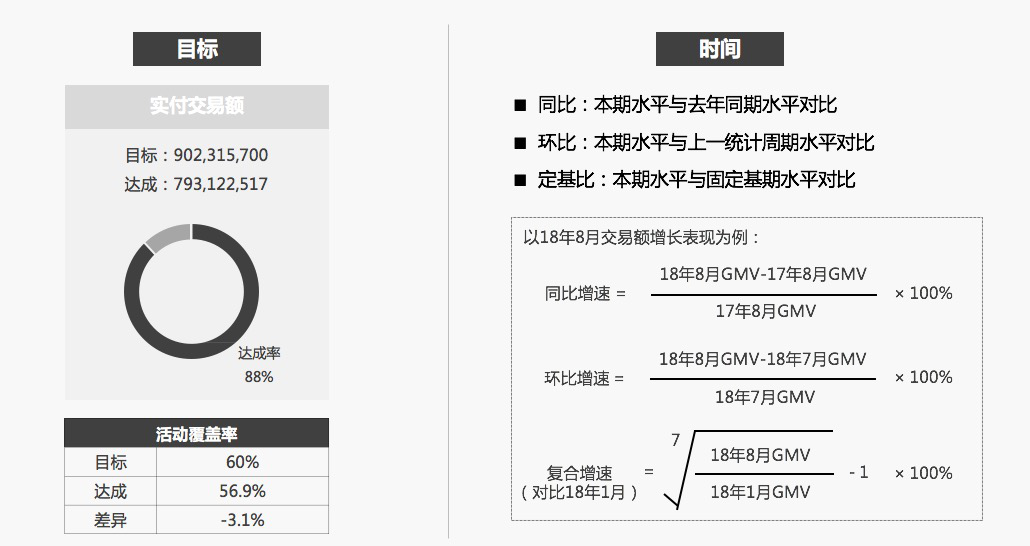 目标
实付交易额
目标：902,315,700
达成：793,122,517
达成率
88%
活动覆盖率
目标 60%
达成 56.9%
差异 -3.1%
时间
■ 同比：本期水平与去年同期水平对比
■ 环比：本期水平与上一统计周期水平对比
■ 定基比：本期水平与固定基期水平对比
以18年8月交易额增长表现为例：
18年8月GMV-17年8月GMV
同比增速 = × 100%
17年8月GMV
18年8月GMV-18年7月GMV
环比增速 = × 100%
18年7月GMV
7
18年8月GMV
复合增速 = - 1 × 100%
（对比18年1月）
18年1月GMV